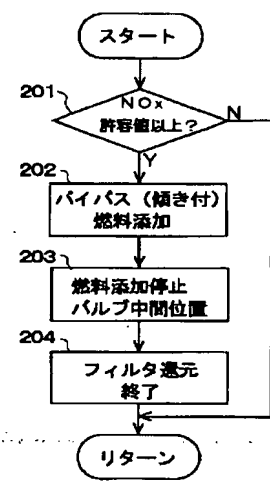 スタート
201
NOx
許容値以上?
N
Y
202
バイパス (傾き付)
燃料添加
203
燃料添加停止
バルブ中間位置
204
フィルタ還元
終了
リターン